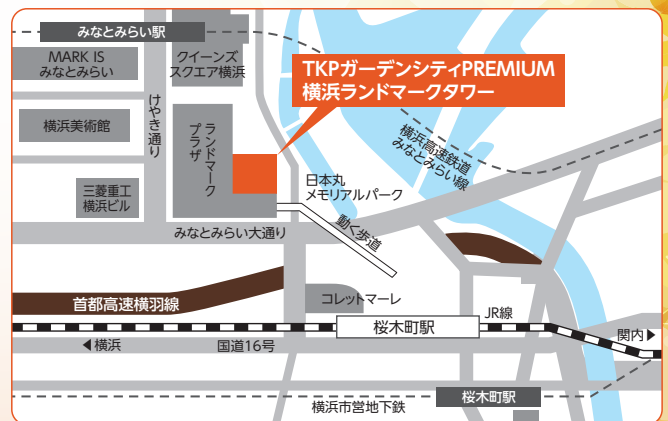 みなとみらい駅
MARK IS
みなとみらい
クイーンズ
スクエア横浜
TKPガーデンシティPREMIUM
横浜ランドマークタワー
けやき通り
横浜美術館
ランドマーク
プラザ
横浜高速鉄道
みなとみらい線
三菱重工
横浜ビル
日本丸
メモリアルパーク
みなとみらい大通り
動く歩道
首都高速横羽線
コレットマーレ
桜木町駅
JR線
関内▶
◀横浜
国道16号
桜木町駅
横浜市営地下鉄